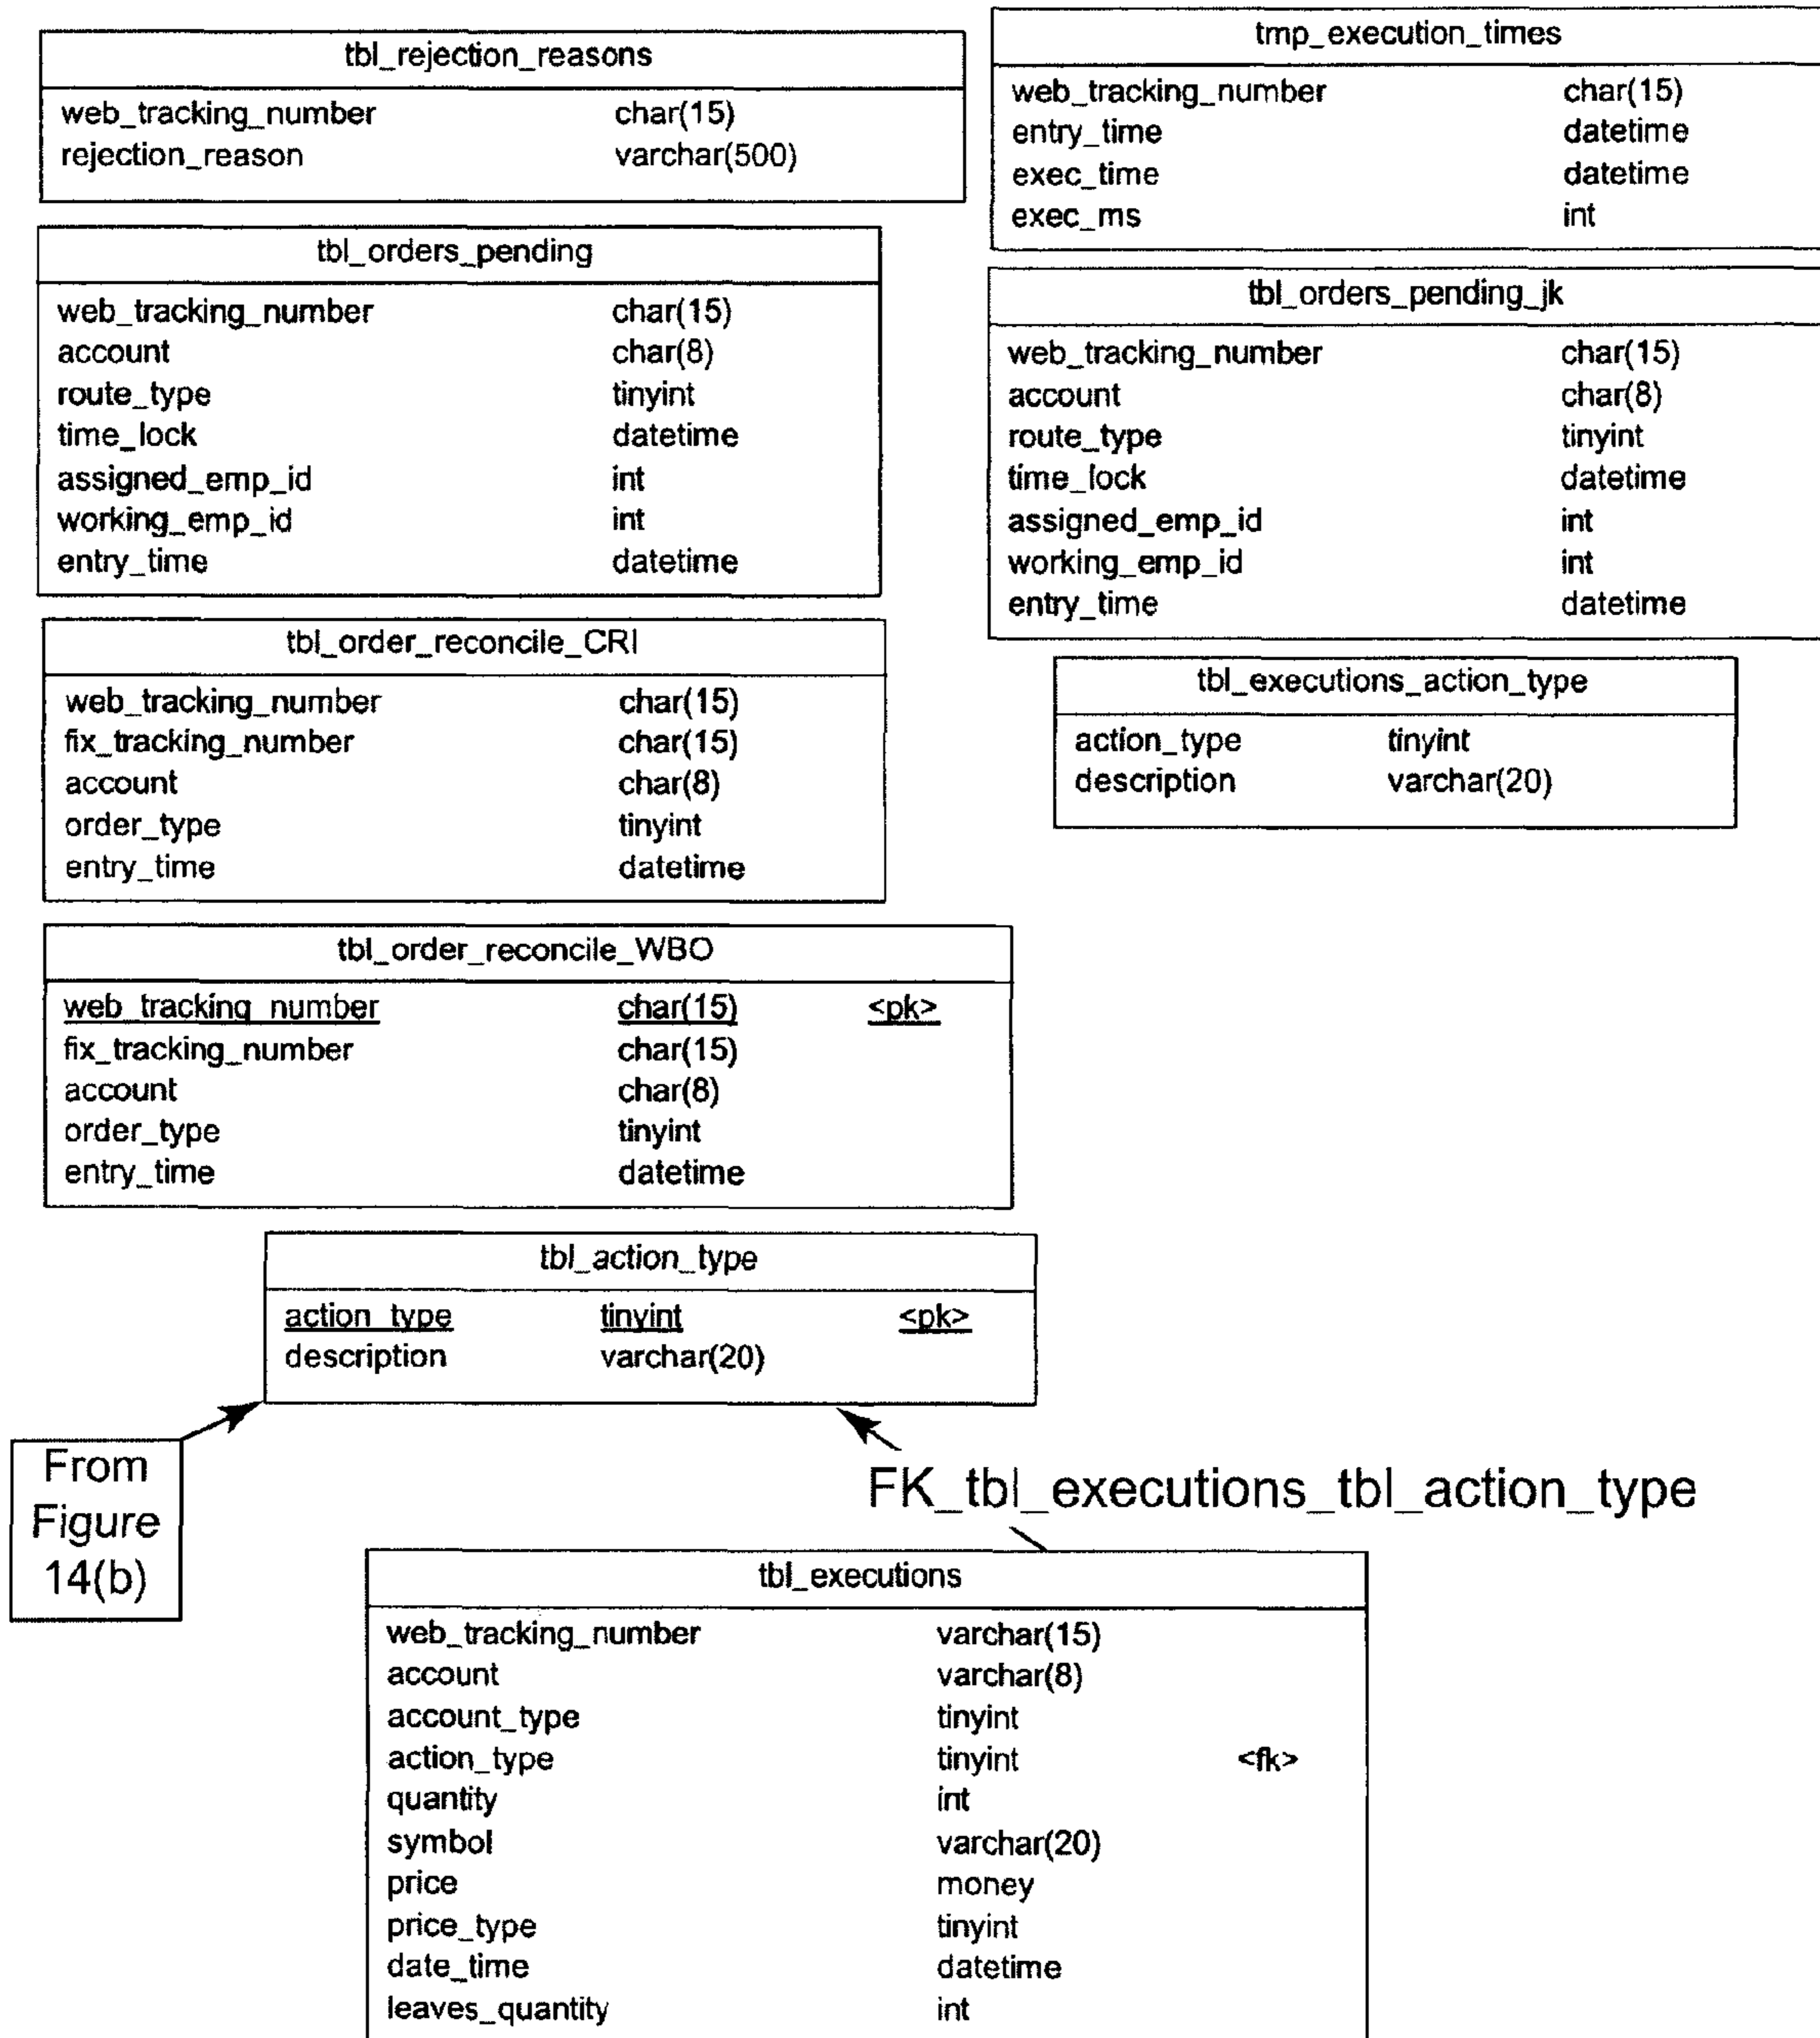 tbl_rejection_reasons
web_tracking_number char(15)
rejection_reason varchar(500)
tmp_execution_times
web_tracking_number char(15)
entry_time datetime
exec_time datetime
exec_ms int
tbl_orders_pending
web_tracking_number char(15)
account char(8)
route_type tinyint
time_lock datetime
assigned_emp_id int
working_emp_id int
entry_time datetime
tbl_orders_pending_jk
web_tracking_number char(15)
account char(8)
route_type tinyint
time_lock datetime
assigned_emp_id int
working_emp_id int
entry_time datetime
tbl_order_reconcile_CRI
web_tracking_number char(15)
fix_tracking_number char(15)
account char(8)
order_type tinyint
entry_time datetime
tbl_executions_action_type
action_type tinyint
description varchar(20)
tbl_order_reconcile_WBO
web_tracking_number char(15) <pk>
fix_tracking_number char(15)
account char(8)
order_type tinyint
entry_time datetime
tbl_action_type
action_type tinyint <pk>
description varchar(20)
From
Figure
14(b)
FK_tbl_executions_tbl_action_type
tbl_executions
web_tracking_number varchar(15)
account varchar(8)
account_type tinyint
action_type tinyint <fk>
quantity int
symbol varchar(20)
price money
price_type tinyint
date_time datetime
leaves_quantity int